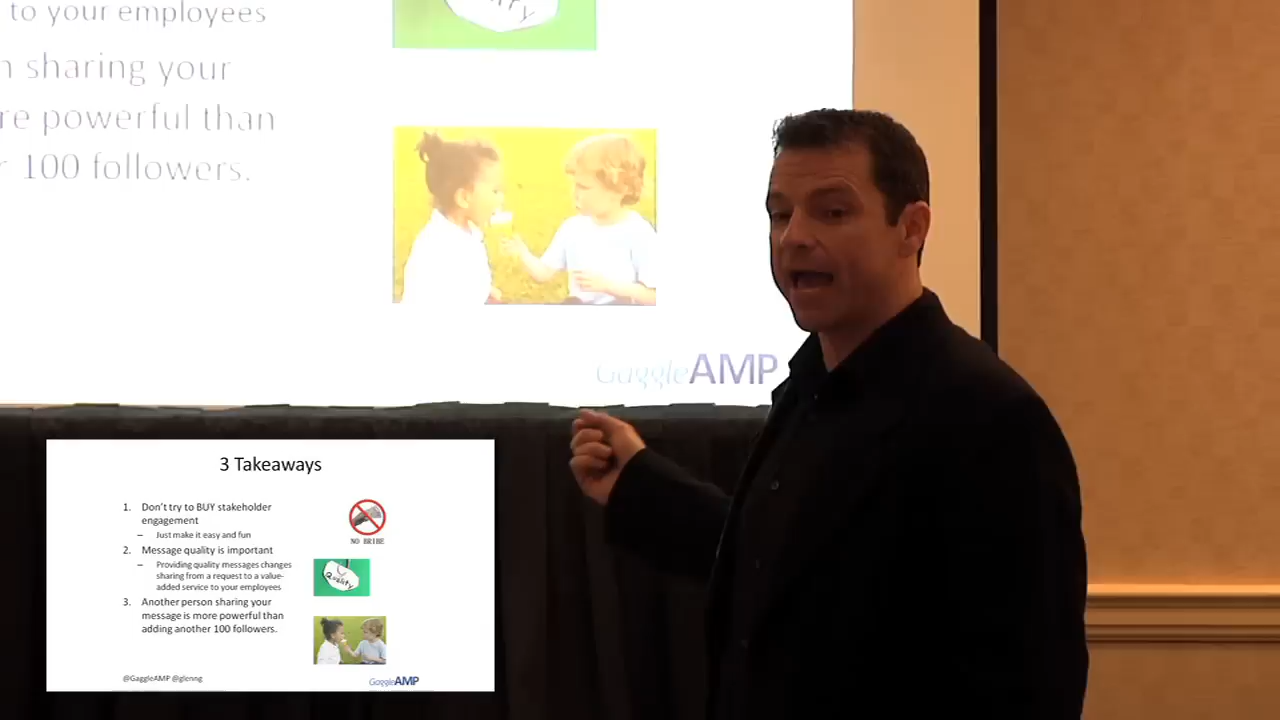 to your employees
sharing your
re powerful than
100 followers.
GaggleAMP
3 Takeaways
1. Don't try to BUY stakeholder
engagement
– Just make it easy and fun
NO BRIBE
2. Message quality is important
– Providing quality messages changes
sharing from a request to a value-
added service to your employees
Quality
3. Another person sharing your
message is more powerful than
adding another 100 followers.
@GaggleAMP @glenng
GaggleAMP